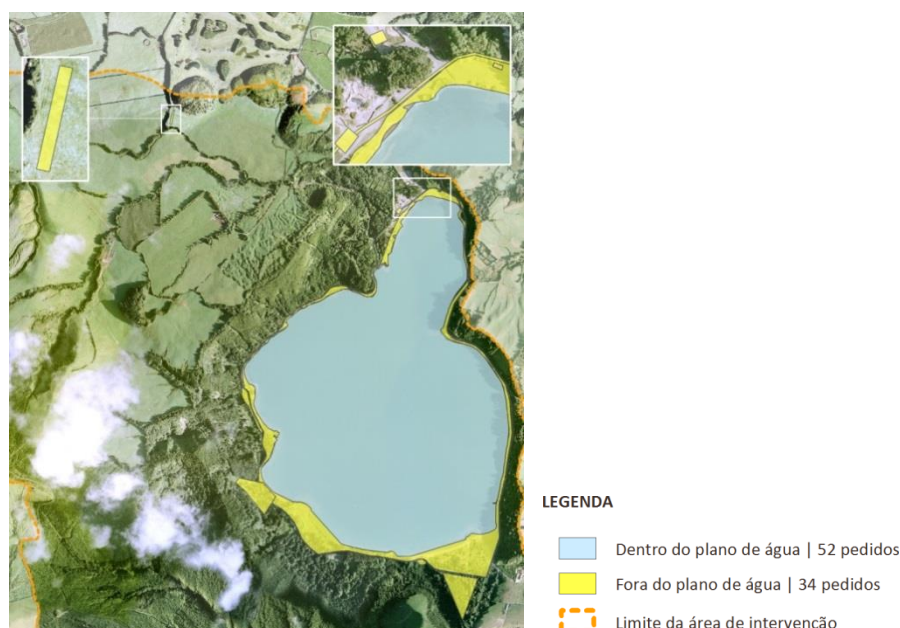 LEGENDA
Dentro do plano de água | 52 pedidos
Fora do plano de água | 34 pedidos
Limite da área de intervenção